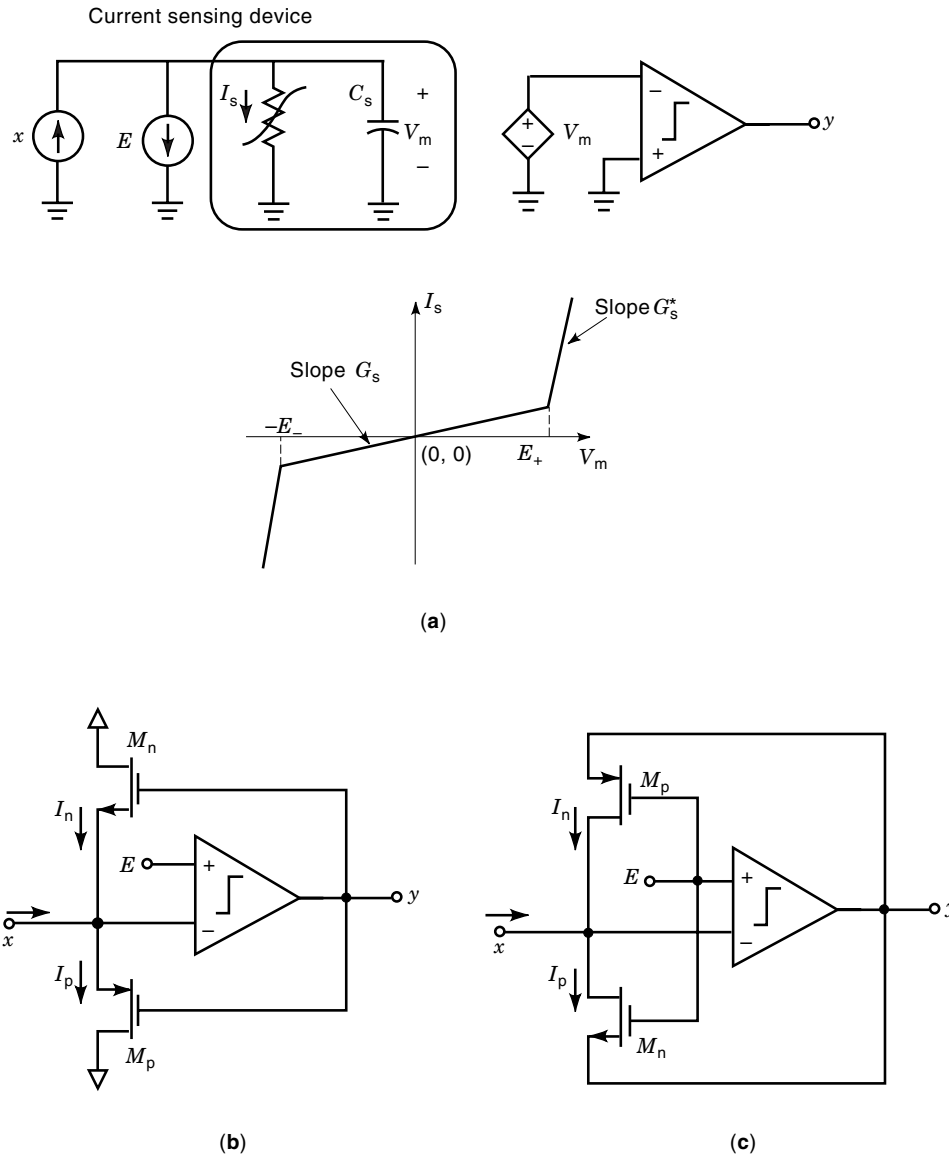 Current sensing device
x
E
I_s
C_s
+
V_m
−
+
−
V_m
−
+
y
I_s
Slope G_s^*
Slope G_s
−E_−
(0, 0)
E_+
V_m
(a)
M_n
I_n
E
+
−
y
x
I_p
M_p
(b)
M_p
I_n
E
+
−
x
I_p
M_n
(c)